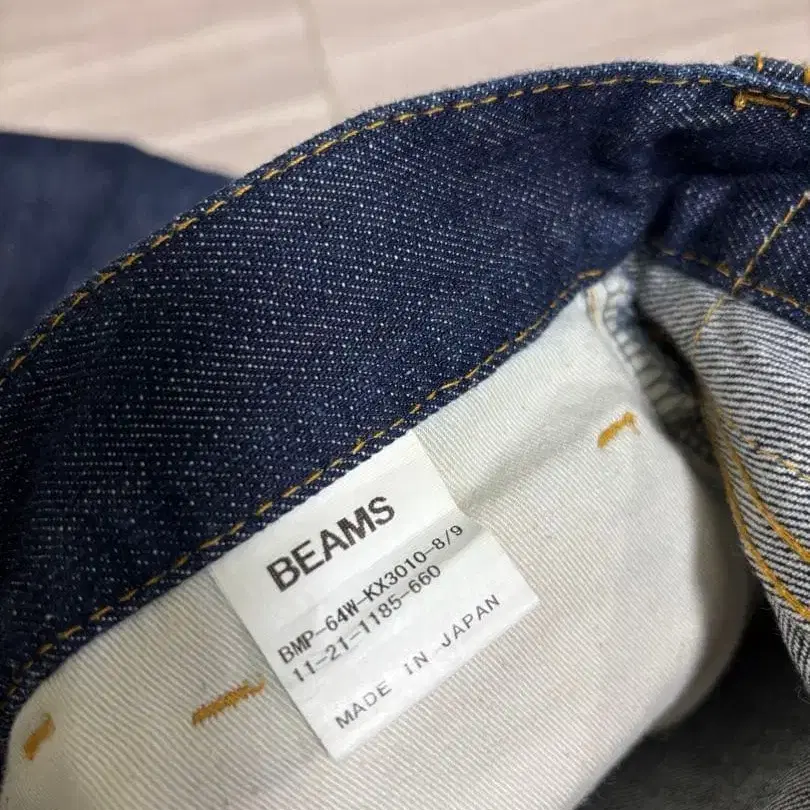 BEAMS
BMP-64W-KX3010-8/9
11-21-1185-660
MADE IN JAPAN